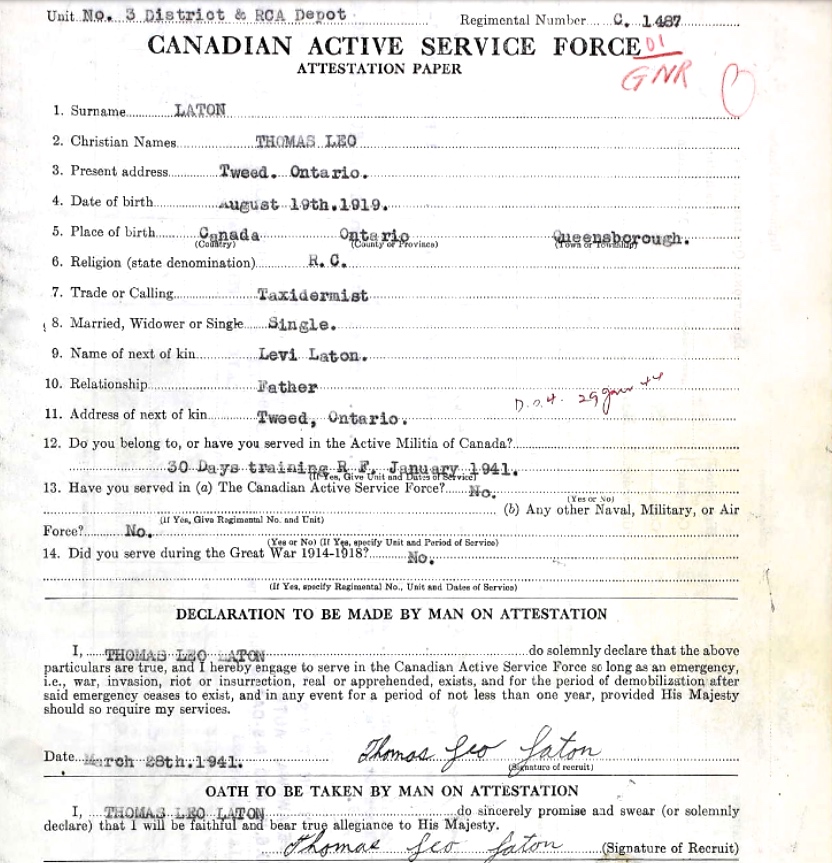 Unit No. 3 District & RCA Depot Regimental Number C. 1487
CANADIAN ACTIVE SERVICE FORCE 01
ATTESTATION PAPER GNR
1. Surname LATON
2. Christian Names THOMAS LEO
3. Present address Tweed. Ontario.
4. Date of birth August 19th.1919.
5. Place of birth Canada Ontario Queensborough.
(Country) (County or Province) (Town or Township)
6. Religion (state denomination) R.C.
7. Trade or Calling Taxidermist
8. Married, Widower or Single Single.
9. Name of next of kin Levi Laton.
10. Relationship Father
11. Address of next of kin Tweed, Ontario.
12. Do you belong to, or have you served in the Active Militia of Canada?
30 Days training R F. January 1941.
(If Yes, Give Unit and Dates of Service)
13. Have you served in (a) The Canadian Active Service Force? No.
(Yes or No)
(If Yes, Give Regimental No. and Unit) (b) Any other Naval, Military, or Air
Force? No.
(Yes or No) (If Yes, specify Unit and Period of Service)
14. Did you serve during the Great War 1914-1918? No.
(If Yes, specify Regimental No., Unit and Dates of Service)
DECLARATION TO BE MADE BY MAN ON ATTESTATION
I, THOMAS LEO LATON do solemnly declare that the above
particulars are true, and I hereby engage to serve in the Canadian Active Service Force so long as an emergency,
i.e., war, invasion, riot or insurrection, real or apprehended, exists, and for the period of demobilization after
said emergency ceases to exist, and in any event for a period of not less than one year, provided His Majesty
should so require my services.
Date March 28th.1941. Thomas Leo Laton
(Signature of recruit)
OATH TO BE TAKEN BY MAN ON ATTESTATION
I, THOMAS LEO LATON do sincerely promise and swear (or solemnly
declare) that I will be faithful and bear true allegiance to His Majesty.
Thomas Leo Laton (Signature of Recruit)